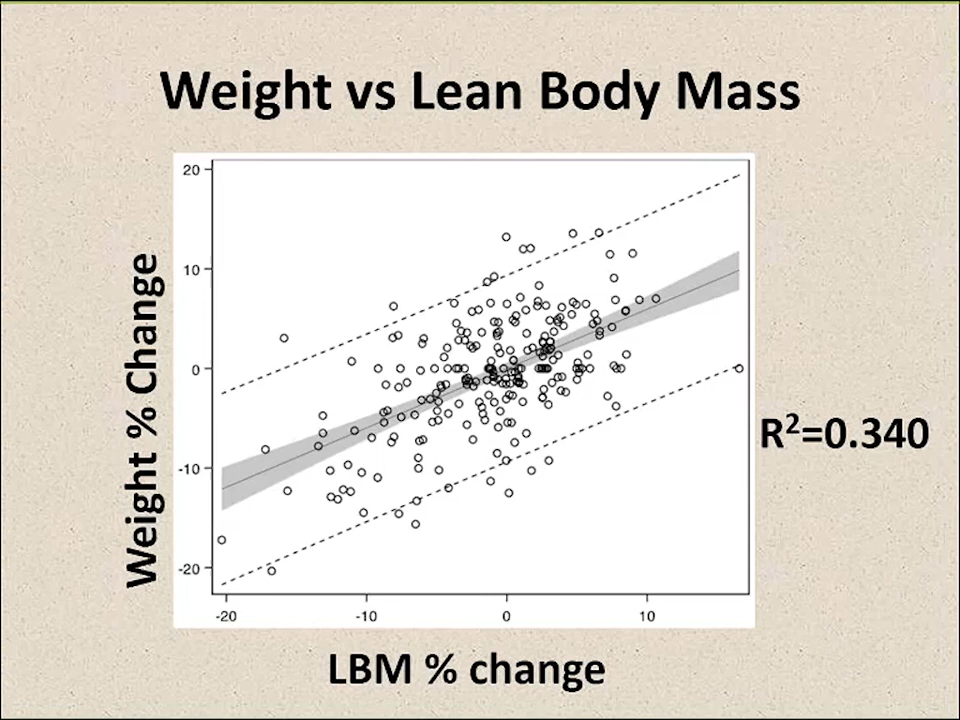 Weight vs Lean Body Mass
Weight % Change
20
10
0
-10
-20
-20
-10
0
10
R²=0.340
LBM % change